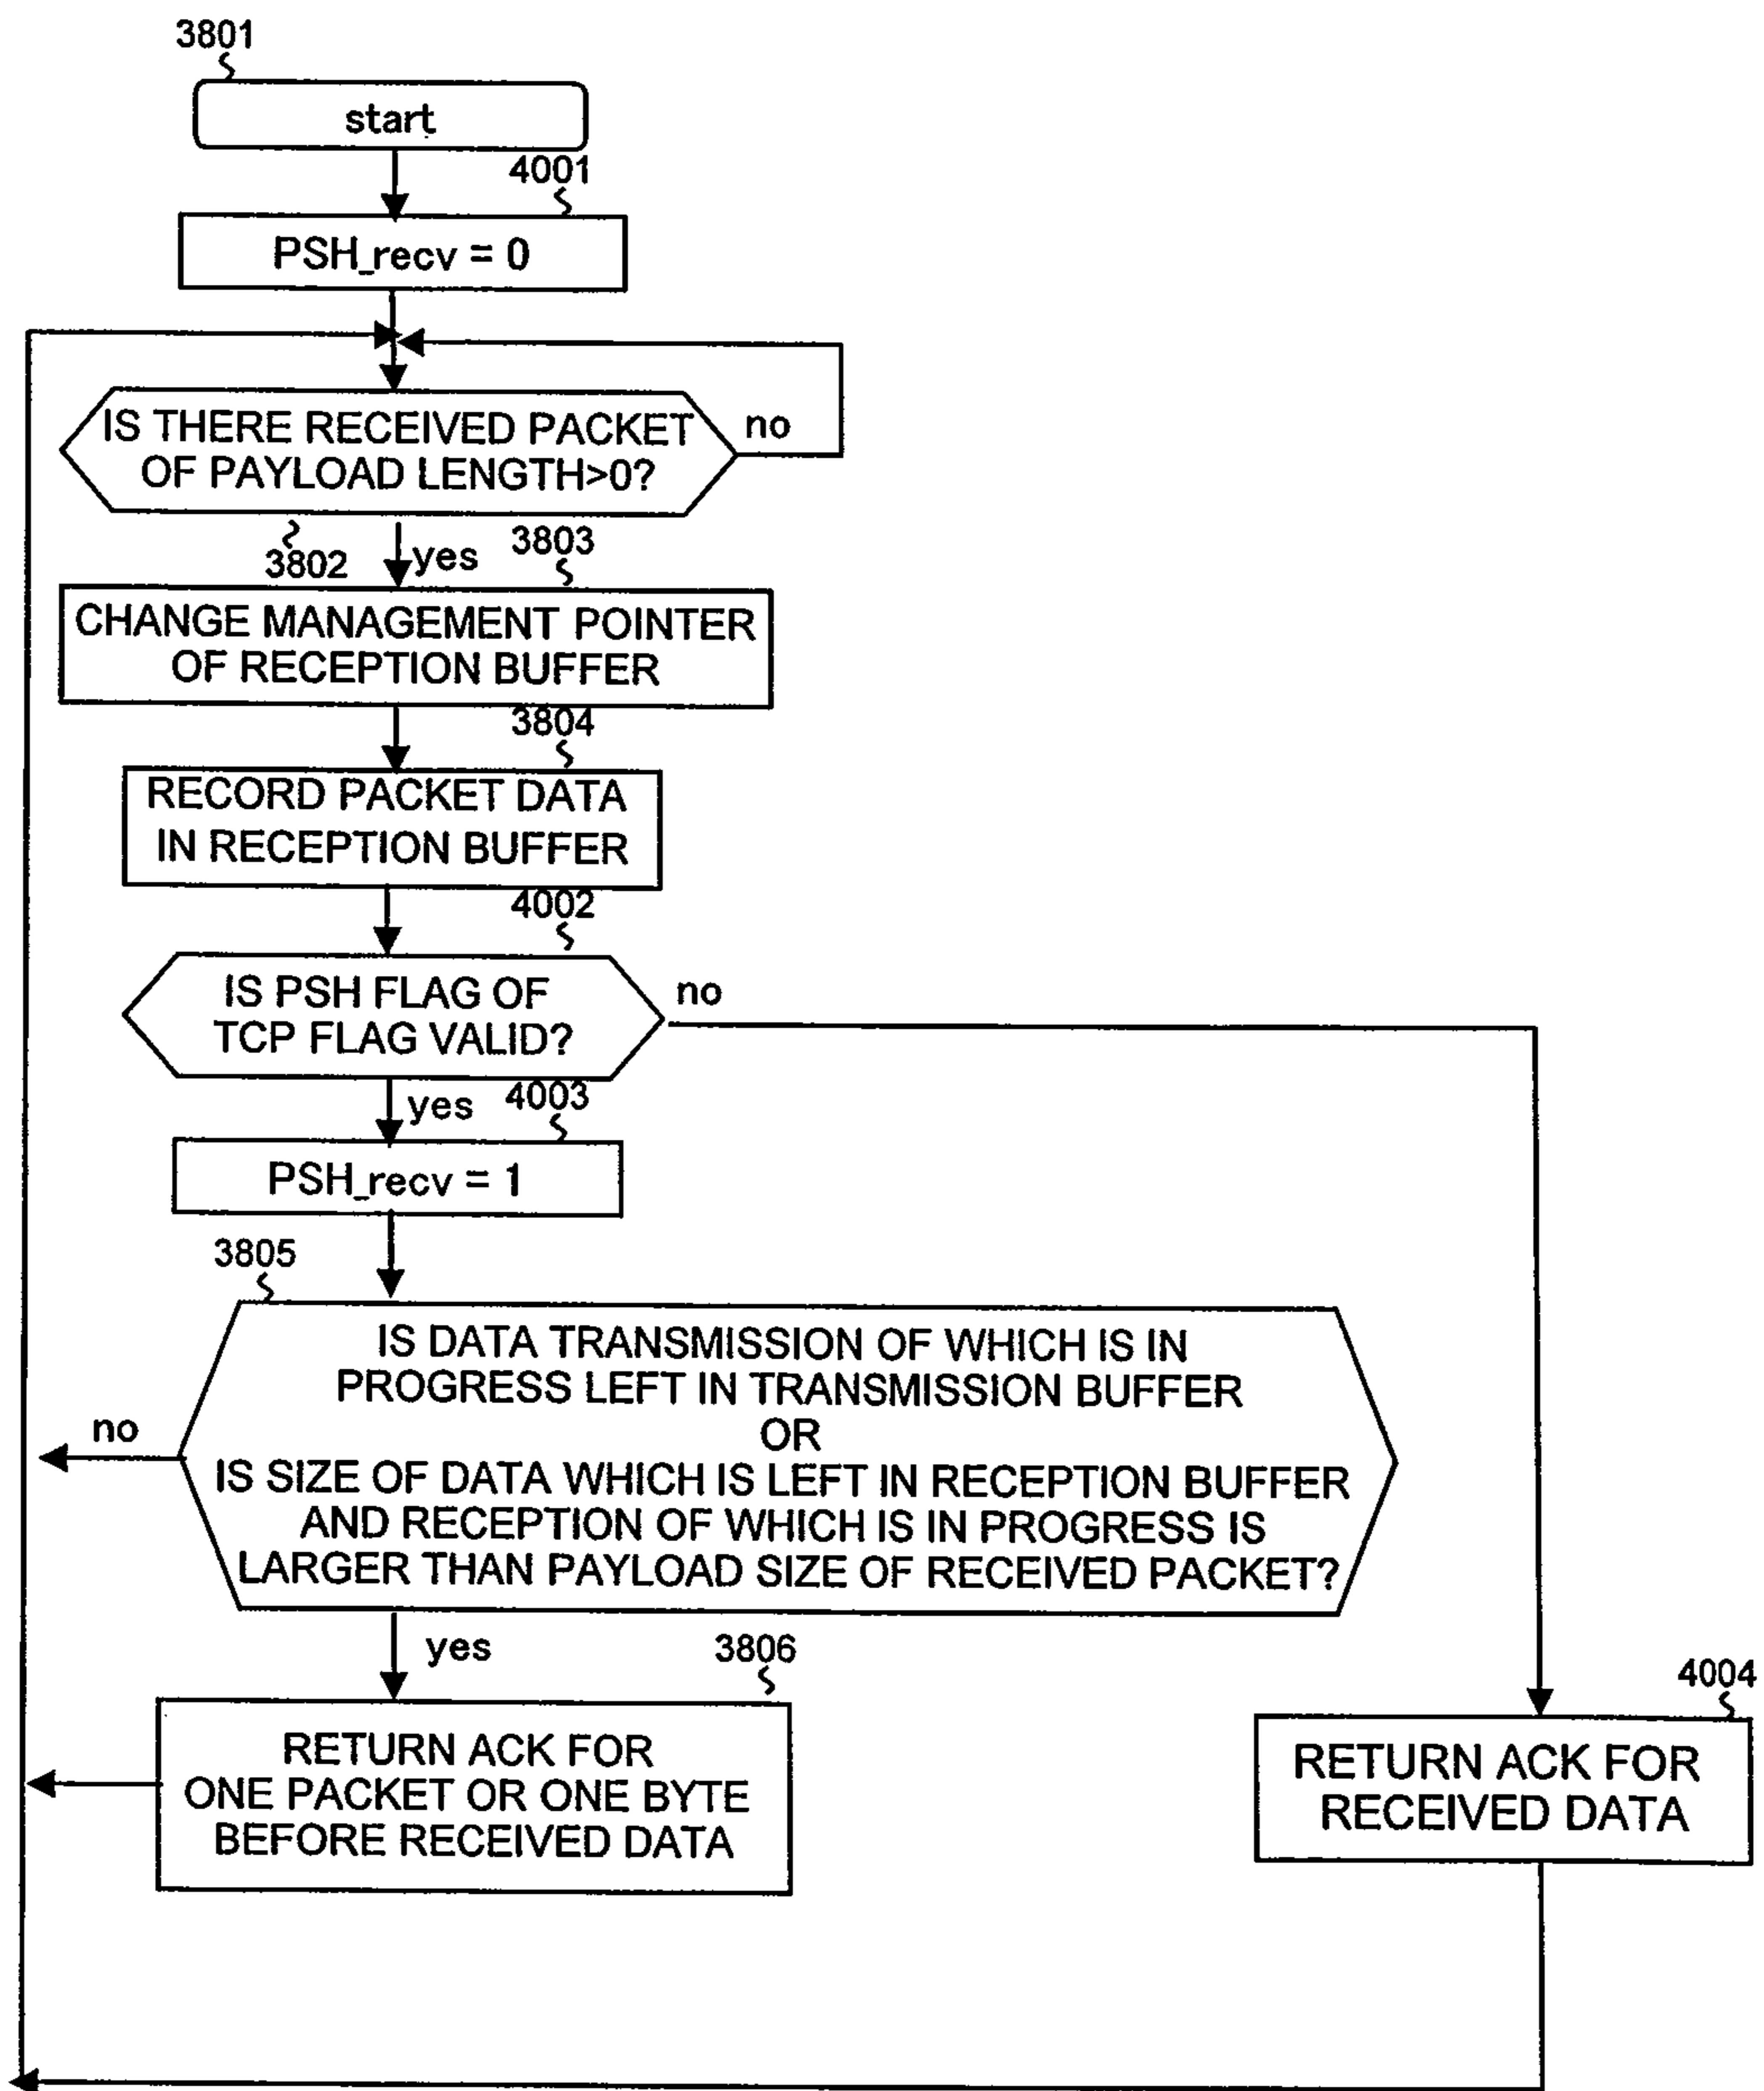 3801
start
4001
PSH_recv = 0
IS THERE RECEIVED PACKET
OF PAYLOAD LENGTH>0?
no
3802
yes
3803
CHANGE MANAGEMENT POINTER
OF RECEPTION BUFFER
3804
RECORD PACKET DATA
IN RECEPTION BUFFER
4002
IS PSH FLAG OF
TCP FLAG VALID?
no
yes
4003
PSH_recv = 1
3805
IS DATA TRANSMISSION OF WHICH IS IN
PROGRESS LEFT IN TRANSMISSION BUFFER
OR
IS SIZE OF DATA WHICH IS LEFT IN RECEPTION BUFFER
AND RECEPTION OF WHICH IS IN PROGRESS IS
LARGER THAN PAYLOAD SIZE OF RECEIVED PACKET?
no
yes
3806
RETURN ACK FOR
ONE PACKET OR ONE BYTE
BEFORE RECEIVED DATA
4004
RETURN ACK FOR
RECEIVED DATA